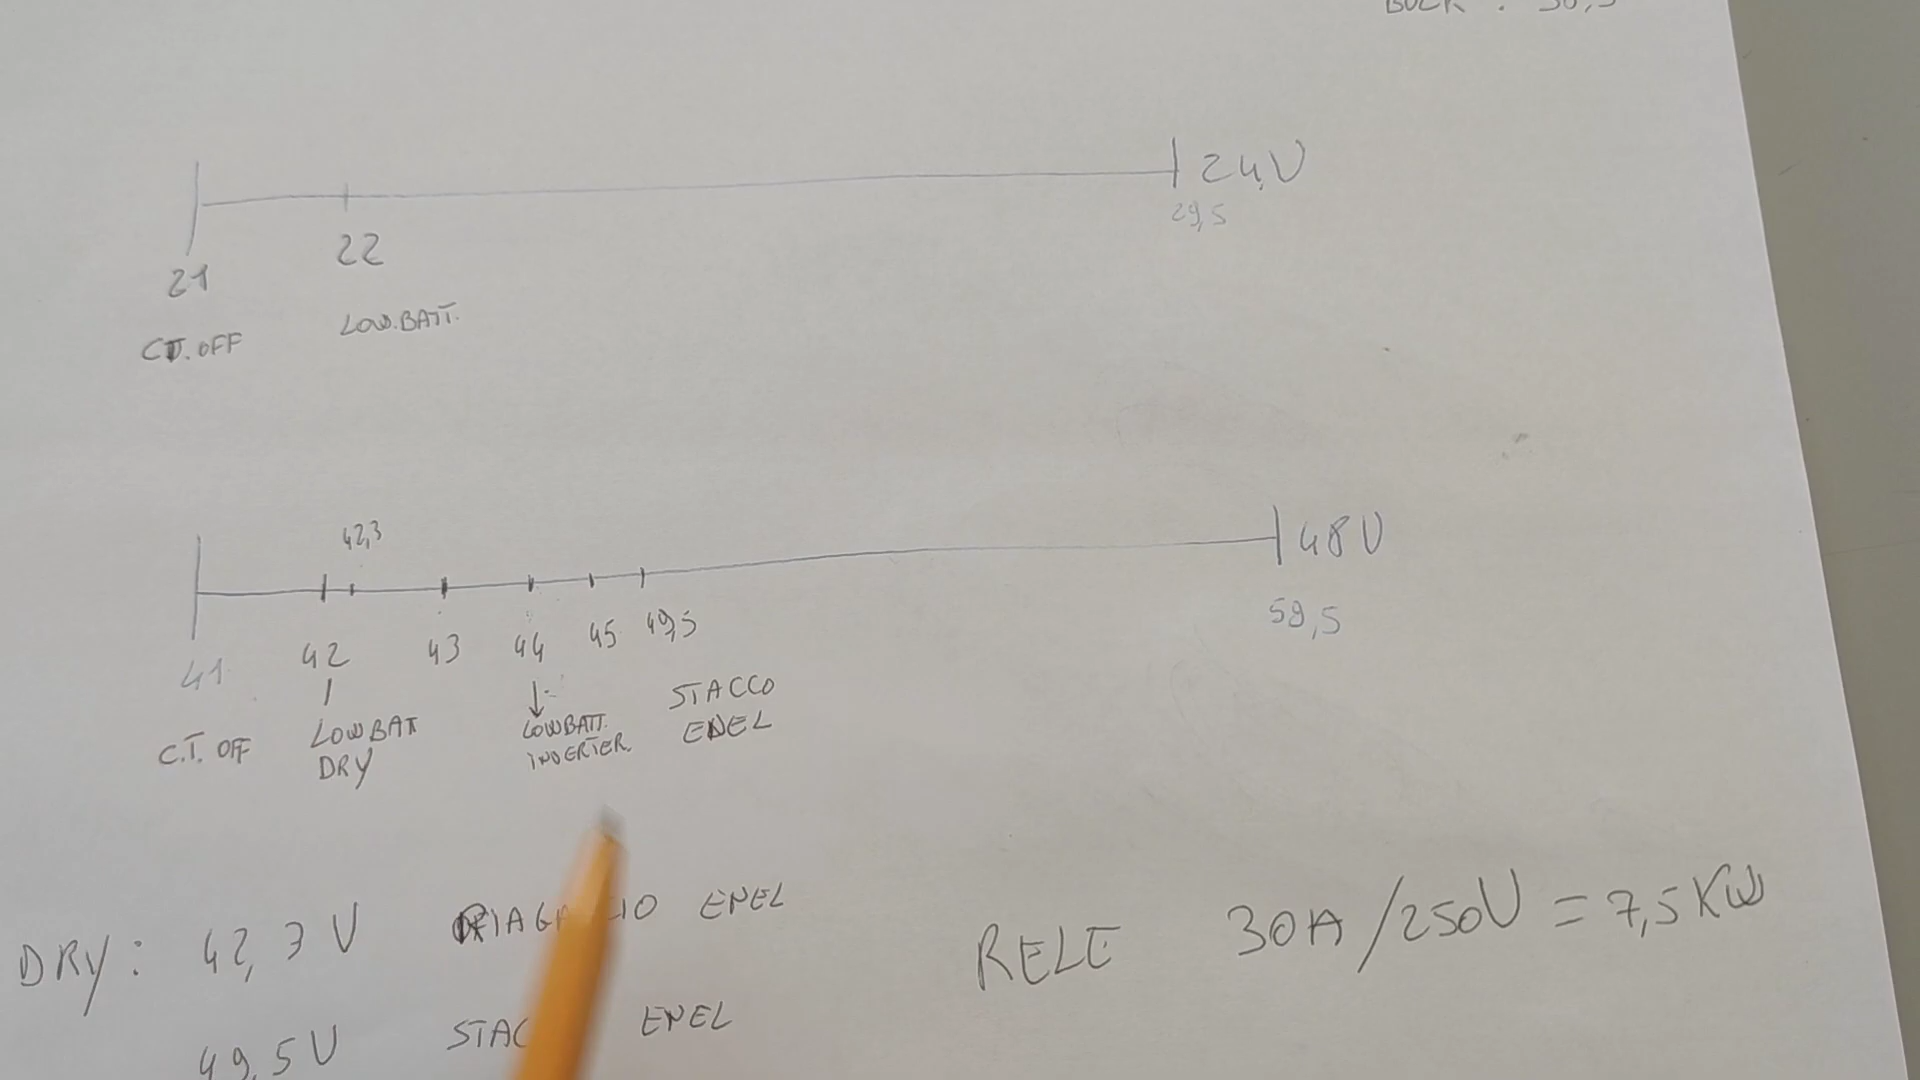 24V
29,5
21
22
C.T. OFF
LOW.BATT.
42,3
48V
59,5
41
42
43
44
45
49,5
C.T. OFF
LOWBAT
DRY
LOWBATT.
INVERTER.
STACCO
ENEL
DRY: 42,3 V ENEL
49,5 V ENEL
RELE 30A/250V = 7,5 KW